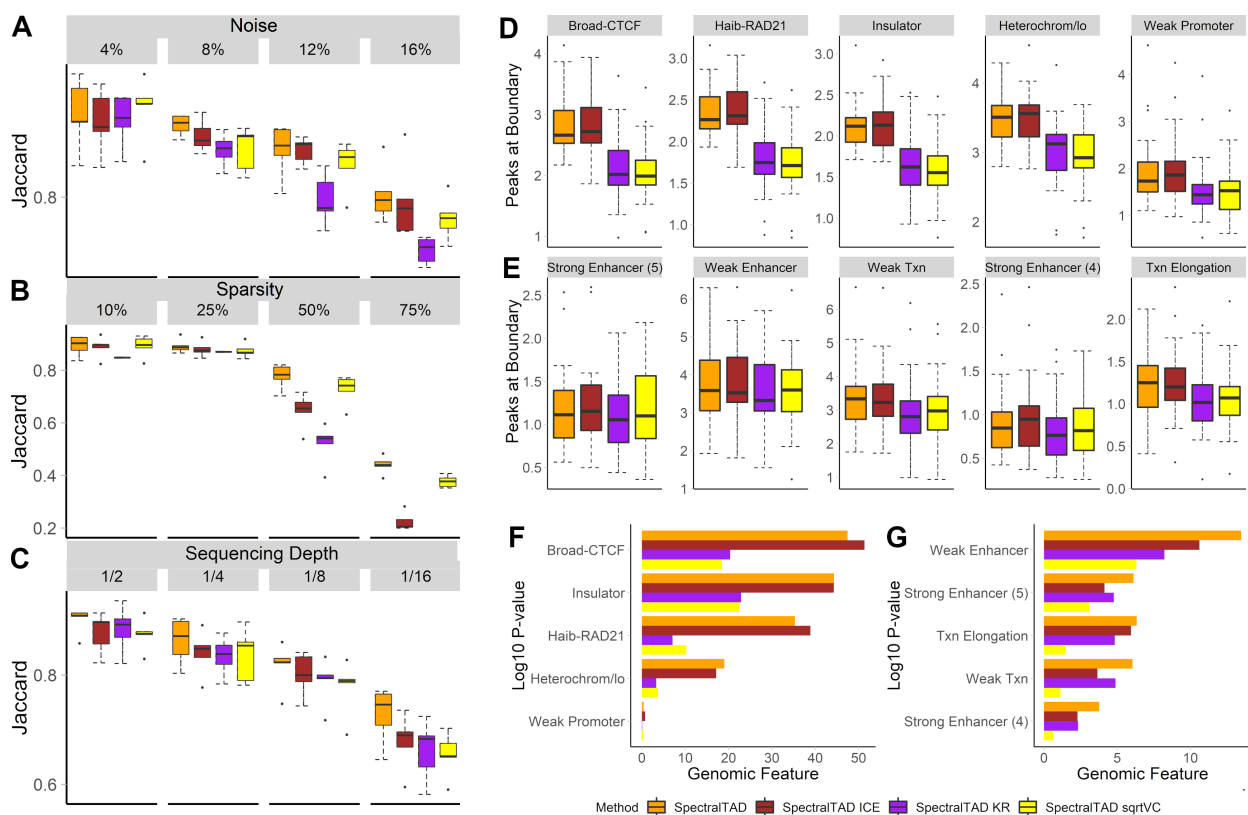 A
Noise
4% 8% 12% 16%
Jaccard
0.8
B
Sparsity
10% 25% 50% 75%
Jaccard
0.8
0.6
0.4
0.2
C
Sequencing Depth
1/2 1/4 1/8 1/16
Jaccard
0.8
0.6
D
Broad-CTCF Haib-RAD21 Insulator Heterochrom/lo Weak Promoter
Peaks at Boundary
4 3.0 3.0 4 4
3 2.5 2.5 3 3
2 2.0 2.0 2 2
1 1.5 1.5 1
1.0 1.0
E
Strong Enhancer (5) Weak Enhancer Weak Txn Strong Enhancer (4) Txn Elongation
Peaks at Boundary
2.5 6 6 2.5 2.0
2.0 5 5 2.0 1.5
1.5 4 4 1.5 1.0
1.0 3 3 1.0 0.5
0.5 2 2 0.5 0.0
1 1
F
Log10 P-value
Broad-CTCF
Insulator
Haib-RAD21
Heterochrom/lo
Weak Promoter
0 10 20 30 40 50
Genomic Feature
G
Log10 P-value
Weak Enhancer
Strong Enhancer (5)
Txn Elongation
Weak Txn
Strong Enhancer (4)
0 5 10
Genomic Feature
Method SpectralTAD SpectralTAD ICE SpectralTAD KR SpectralTAD sqrtVC